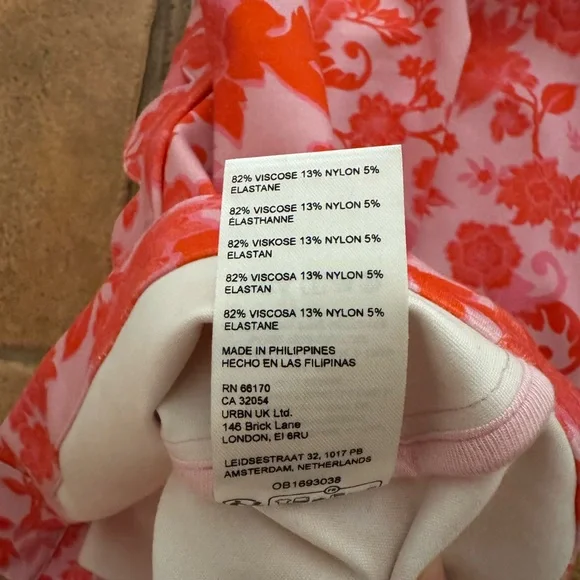 82% VISCOSE 13% NYLON 5%
ELASTANE
82% VISCOSE 13% NYLON 5%
ÉLASTHANNE
82% VISKOSE 13% NYLON 5%
ELASTAN
82% VISCOSA 13% NYLON 5%
ELASTAN
82% VISCOSA 13% NYLON 5%
ELASTANE
MADE IN PHILIPPINES
HECHO EN LAS FILIPINAS
RN 66170
CA 32054
URBN UK Ltd.
146 Brick Lane
LONDON, EI 6RU
LEIDSESTRAAT 32, 1017 PB
AMSTERDAM, NETHERLANDS
OB1693038